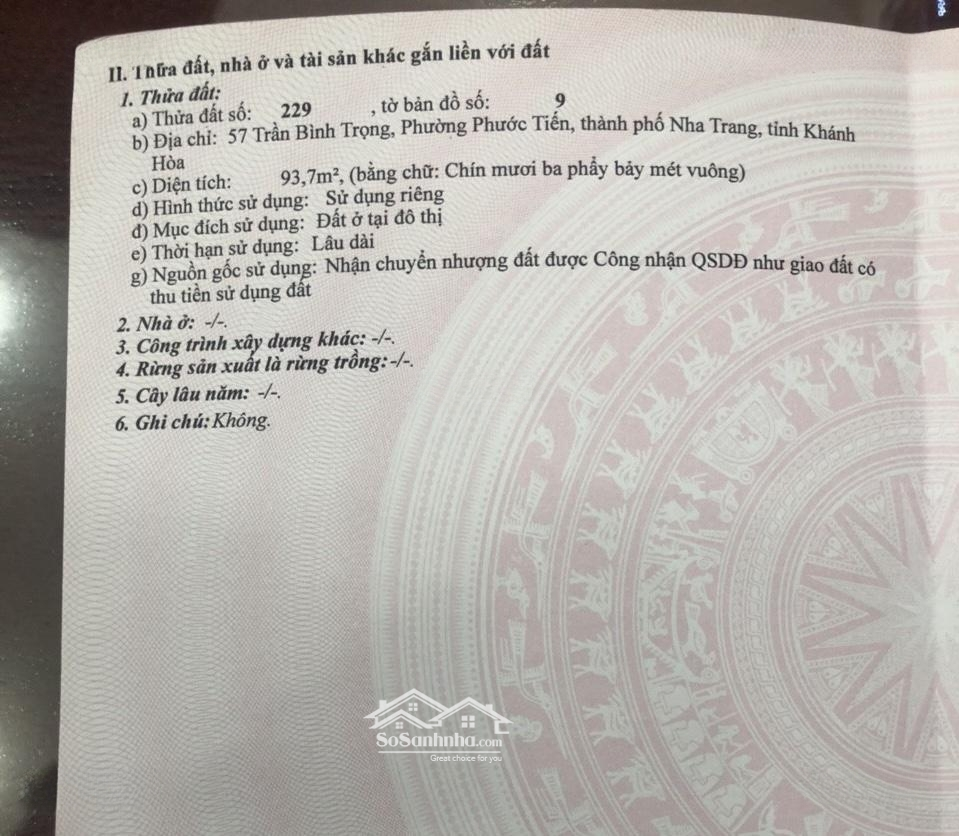 II. Thửa đất, nhà ở và tài sản khác gắn liền với đất
1. Thửa đất:
a) Thửa đất số: 229 , tờ bản đồ số: 9
b) Địa chỉ: 57 Trần Bình Trọng, Phường Phước Tiến, thành phố Nha Trang, tỉnh Khánh
Hòa
c) Diện tích: 93,7m², (bằng chữ: Chín mươi ba phẩy bảy mét vuông)
d) Hình thức sử dụng: Sử dụng riêng
đ) Mục đích sử dụng: Đất ở tại đô thị
e) Thời hạn sử dụng: Lâu dài
g) Nguồn gốc sử dụng: Nhận chuyển nhượng đất được Công nhận QSDĐ như giao đất có
thu tiền sử dụng đất
2. Nhà ở: -/-.
3. Công trình xây dựng khác: -/-.
4. Rừng sản xuất là rừng trồng: -/-.
5. Cây lâu năm: -/-.
6. Ghi chú: Không.
SoSanhnha.com
Great choice for you